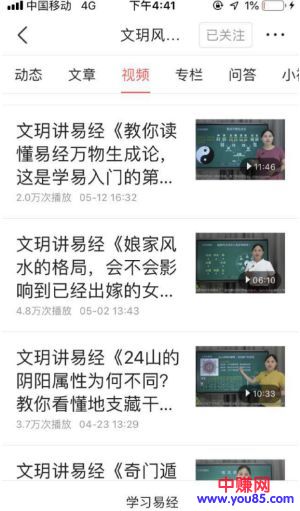 中国移动 4G 下午4:41 1%
文玥风... 已关注
动态 文章 视频 专栏 问答 小
文玥讲易经《教你读
懂易经万物生成论，
这是学易入门的第...
11:46
2.0万次播放 05-12 16:32
文玥讲易经《娘家风
水的格局，会不会影
响到已经出嫁的女...
06:10
4.8万次播放 05-02 13:43
文玥讲易经《24山的
阴阳属性为何不同？
教你看懂地支藏干...
10:33
3.7万次播放 04-23 13:29
文玥讲易经《奇门遁
中赚网
www.you85.com
学习易经